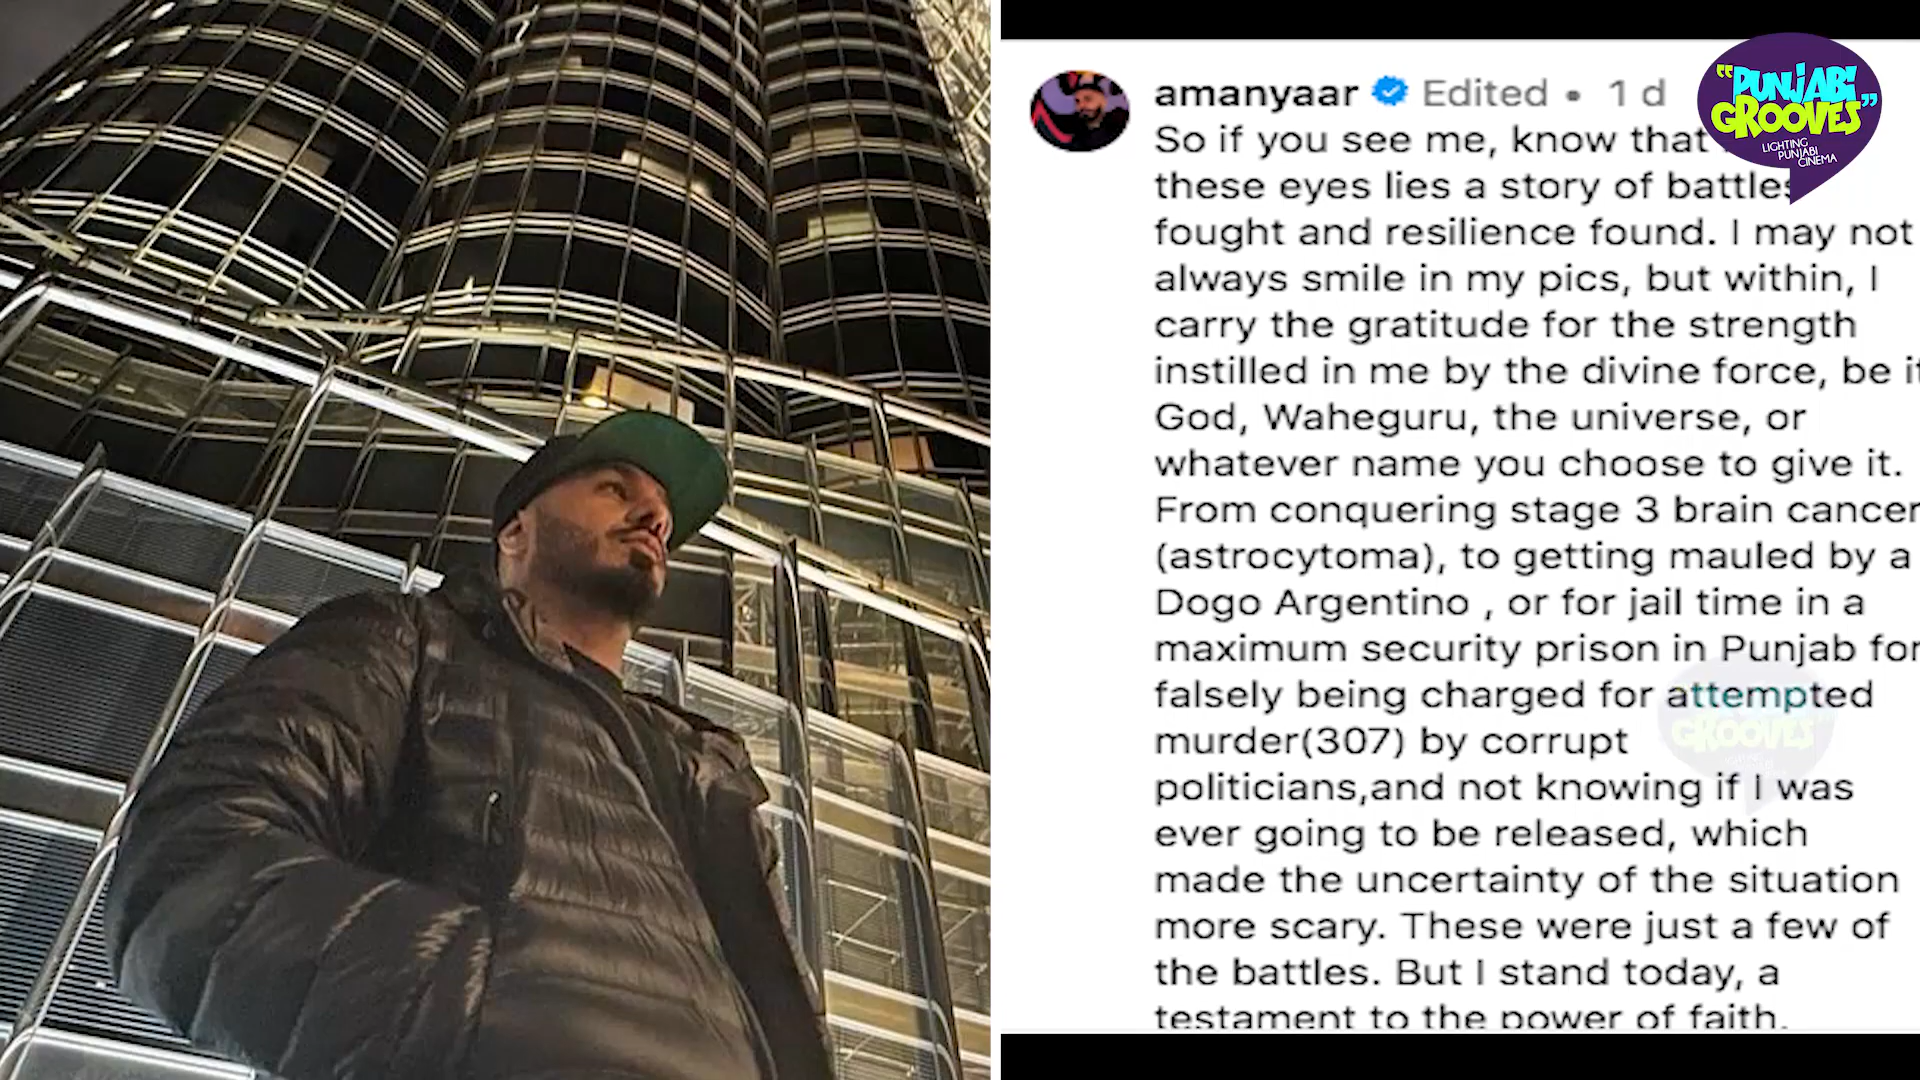 amanyaar Edited • 1 d
So if you see me, know that
these eyes lies a story of battles
fought and resilience found. I may not
always smile in my pics, but within, I
carry the gratitude for the strength
instilled in me by the divine force, be it
God, Waheguru, the universe, or
whatever name you choose to give it.
From conquering stage 3 brain cancer
(astrocytoma), to getting mauled by a
Dogo Argentino , or for jail time in a
maximum security prison in Punjab for
falsely being charged for attempted
murder(307) by corrupt
politicians,and not knowing if I was
ever going to be released, which
made the uncertainty of the situation
more scary. These were just a few of
the battles. But I stand today, a
testament to the power of faith,
"PUNJABI
GROOVES"
LIGHTING
PUNJABI
CINEMA
GROOVES